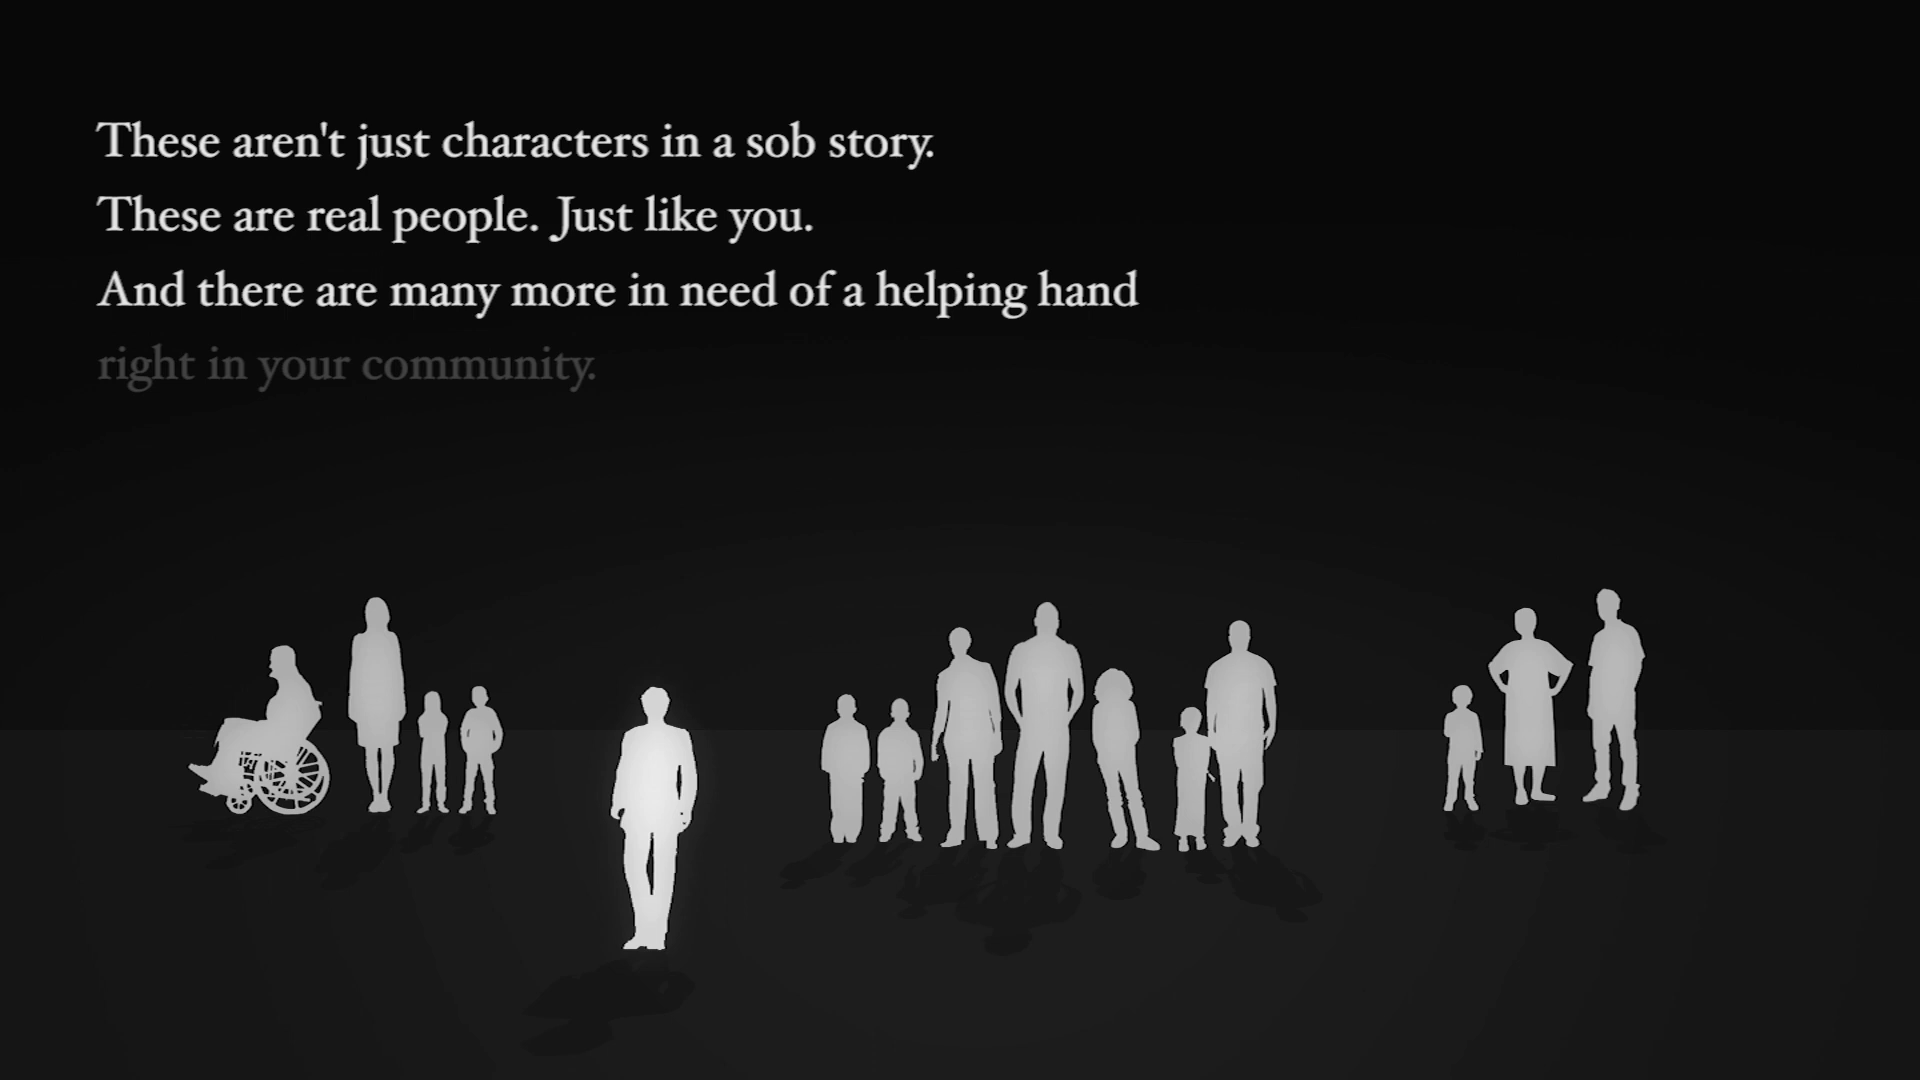 These aren't just characters in a sob story.
These are real people. Just like you.
And there are many more in need of a helping hand
right in your community.